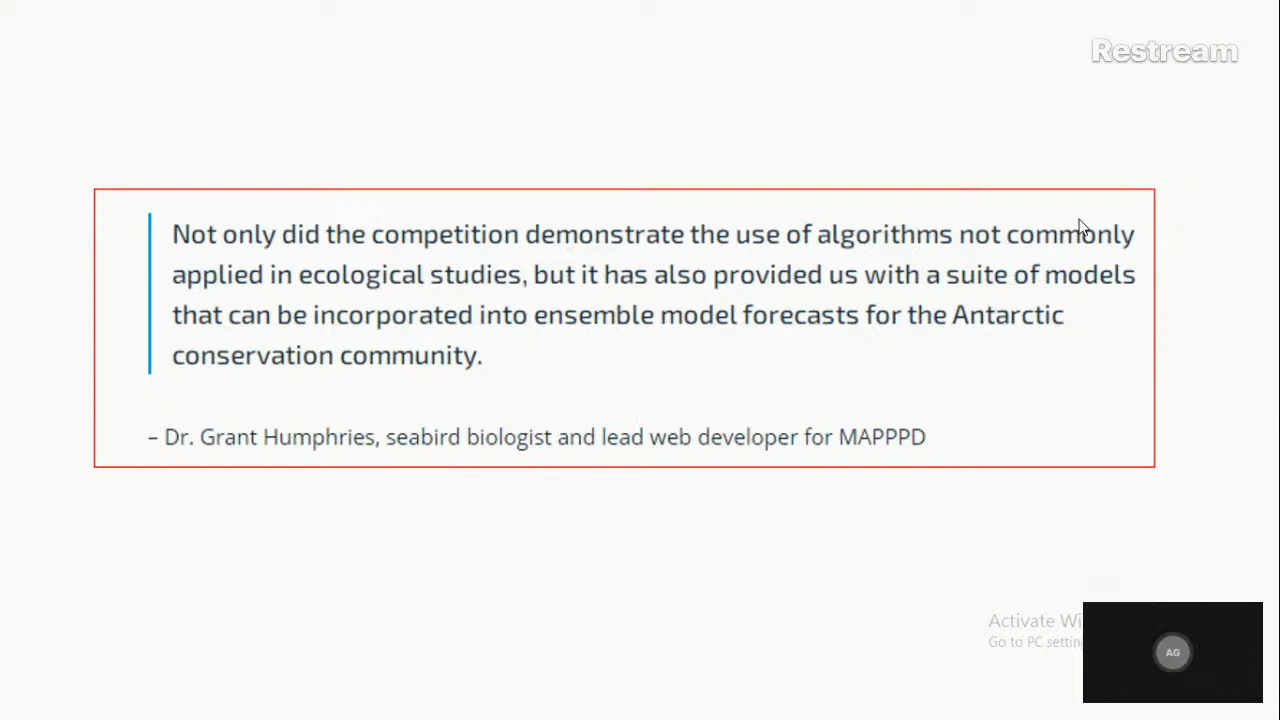 Restream
Not only did the competition demonstrate the use of algorithms not commonly
applied in ecological studies, but it has also provided us with a suite of models
that can be incorporated into ensemble model forecasts for the Antarctic
conservation community.
– Dr. Grant Humphries, seabird biologist and lead web developer for MAPPPD
Activate Wi
Go to PC settin
AG